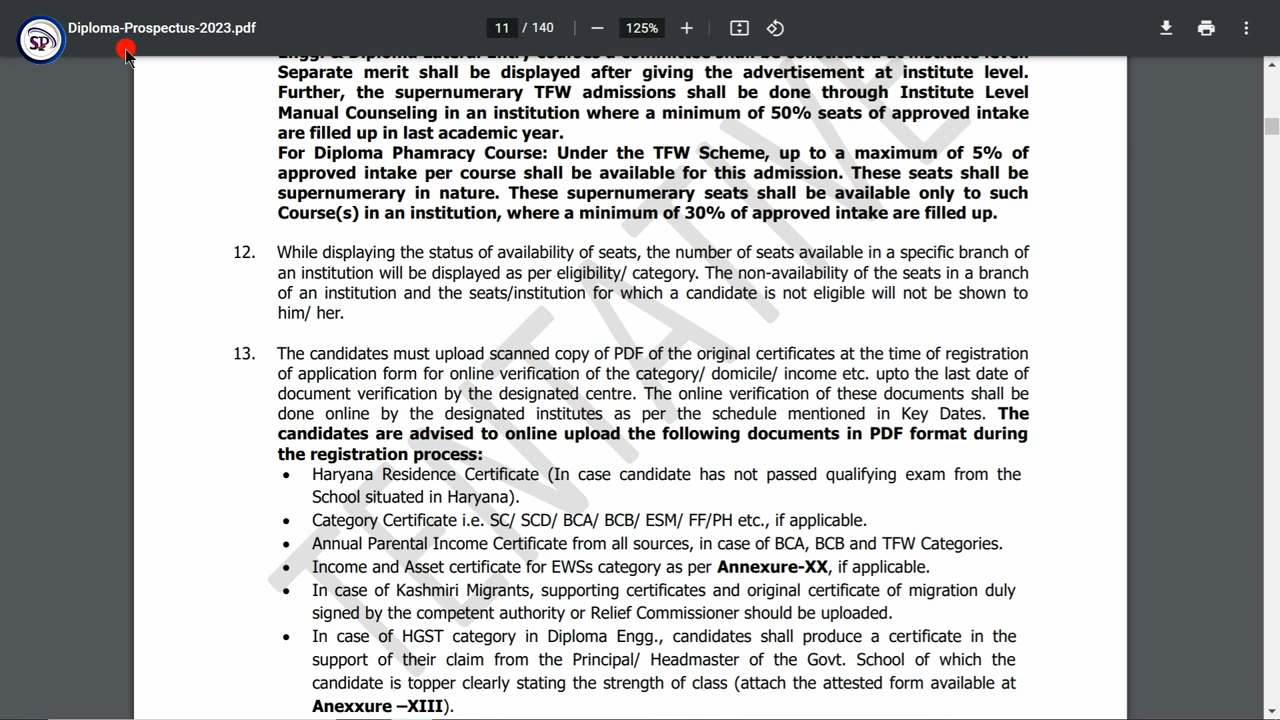 SP
Diploma-Prospectus-2023.pdf
11 / 140
125%
Engg. & Diploma Lateral Entry courses a committee shall be constituted at institute level.
Separate merit shall be displayed after giving the advertisement at institute level.
Further, the supernumerary TFW admissions shall be done through Institute Level
Manual Counseling in an institution where a minimum of 50% seats of approved intake
are filled up in last academic year.
For Diploma Phamracy Course: Under the TFW Scheme, up to a maximum of 5% of
approved intake per course shall be available for this admission. These seats shall be
supernumerary in nature. These supernumerary seats shall be available only to such
Course(s) in an institution, where a minimum of 30% of approved intake are filled up.
12. While displaying the status of availability of seats, the number of seats available in a specific branch of
an institution will be displayed as per eligibility/ category. The non-availability of the seats in a branch
of an institution and the seats/institution for which a candidate is not eligible will not be shown to
him/ her.
13. The candidates must upload scanned copy of PDF of the original certificates at the time of registration
of application form for online verification of the category/ domicile/ income etc. upto the last date of
document verification by the designated centre. The online verification of these documents shall be
done online by the designated institutes as per the schedule mentioned in Key Dates. The
candidates are advised to online upload the following documents in PDF format during
the registration process:
• Haryana Residence Certificate (In case candidate has not passed qualifying exam from the
School situated in Haryana).
• Category Certificate i.e. SC/ SCD/ BCA/ BCB/ ESM/ FF/PH etc., if applicable.
• Annual Parental Income Certificate from all sources, in case of BCA, BCB and TFW Categories.
• Income and Asset certificate for EWSs category as per Annexure-XX, if applicable.
• In case of Kashmiri Migrants, supporting certificates and original certificate of migration duly
signed by the competent authority or Relief Commissioner should be uploaded.
• In case of HGST category in Diploma Engg., candidates shall produce a certificate in the
support of their claim from the Principal/ Headmaster of the Govt. School of which the
candidate is topper clearly stating the strength of class (attach the attested form available at
Anexxure –XIII).
TENTATIVE